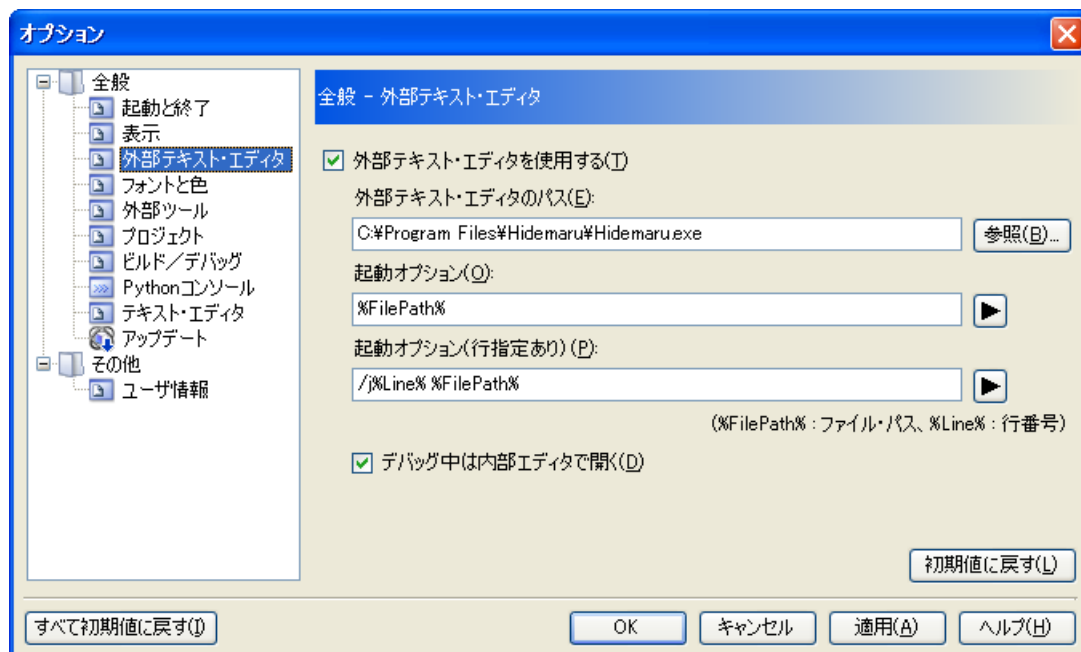 オプション
全般
起動と終了
表示
外部テキスト・エディタ
フォントと色
外部ツール
プロジェクト
ビルド／デバッグ
Pythonコンソール
テキスト・エディタ
アップデート
その他
ユーザ情報
全般 - 外部テキスト・エディタ
外部テキスト・エディタを使用する(T)
外部テキスト・エディタのパス(E):
C:¥Program Files¥Hidemaru¥Hidemaru.exe
参照(B)...
起動オプション(O):
%FilePath%
起動オプション(行指定あり) (P):
/j%Line% %FilePath%
(%FilePath% : ファイル・パス、%Line% : 行番号)
デバッグ中は内部エディタで開く(D)
初期値に戻す(L)
すべて初期値に戻す(I)
OK
キャンセル
適用(A)
ヘルプ(H)